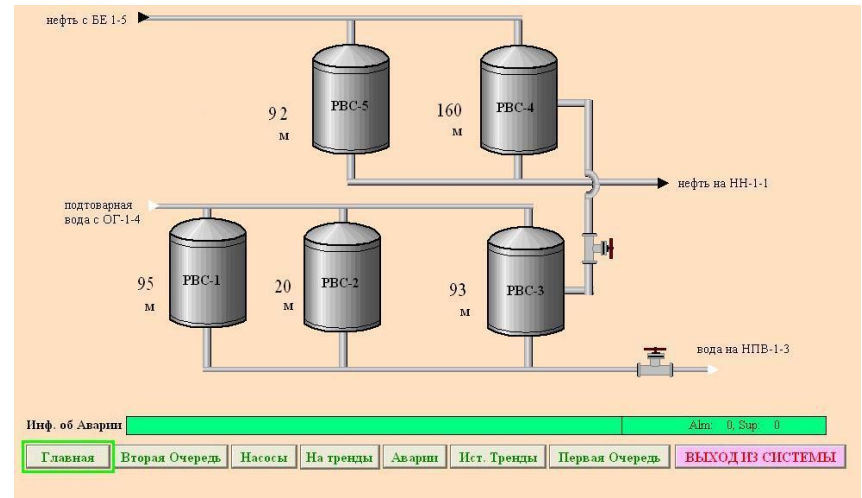 нефть с БЕ 1-5
РВС-5
РВС-4
92
м
160
м
нефть на НН-1-1
подтоварная
вода с ОГ-1-4
РВС-1
РВС-2
РВС-3
95
м
20
м
93
м
вода на НПВ-1-3
Инф. об Аварии
Alm: 0, Sup: 0
Главная Вторая Очередь Насосы На тренды Аварии Ист. Тренды Первая Очередь ВЫХОД ИЗ СИСТЕМЫ